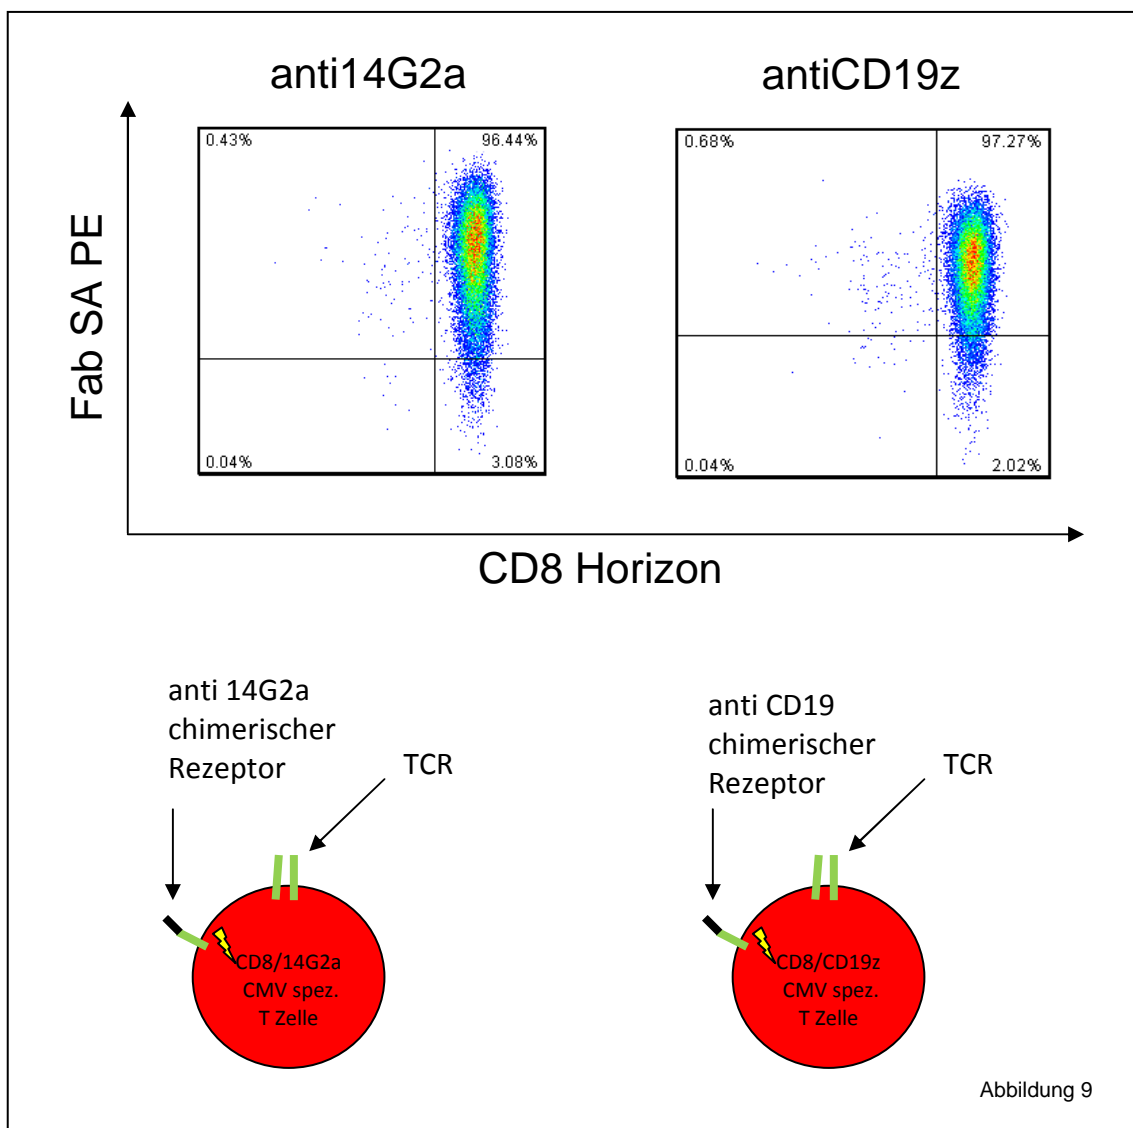 anti14G2a
antiCD19z
0.43%
96.44%
0.68%
97.27%
Fab SA PE
0.04%
3.08%
0.04%
2.02%
CD8 Horizon
anti 14G2a
chimerischer
Rezeptor
TCR
anti CD19
chimerischer
Rezeptor
TCR
CD8/14G2a
CMV spez.
T Zelle
CD8/CD19z
CMV spez.
T Zelle
Abbildung 9